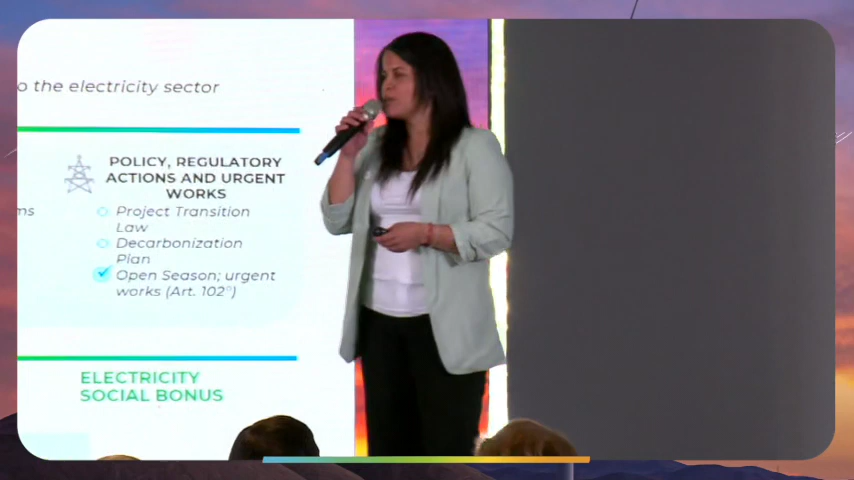 o the electricity sector
POLICY, REGULATORY
ACTIONS AND URGENT
WORKS
ms
Project Transition
Law
Decarbonization
Plan
Open Season; urgent
works (Art. 102°)
ELECTRICITY
SOCIAL BONUS